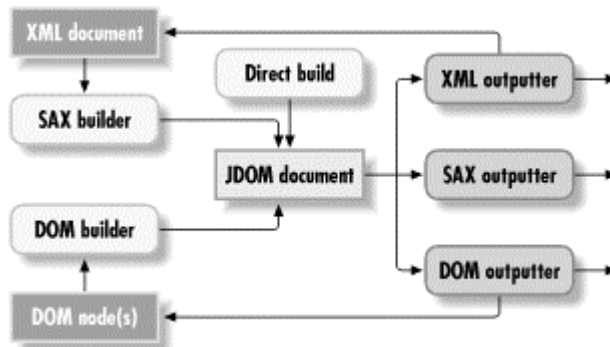 XML document
Direct build
XML outputter
SAX builder
JDOM document
SAX outputter
DOM builder
DOM outputter
DOM node(s)